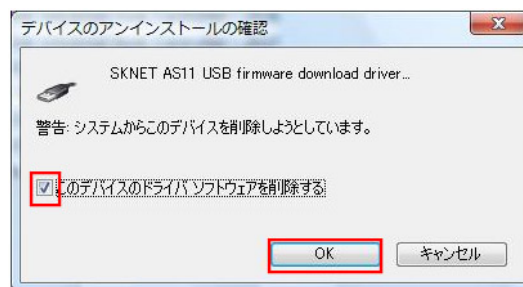 デバイスのアンインストールの確認
SKNET AS11 USB firmware download driver...
警告: システムからこのデバイスを削除しようとしています。
このデバイスのドライバ ソフトウェアを削除する
OK
キャンセル